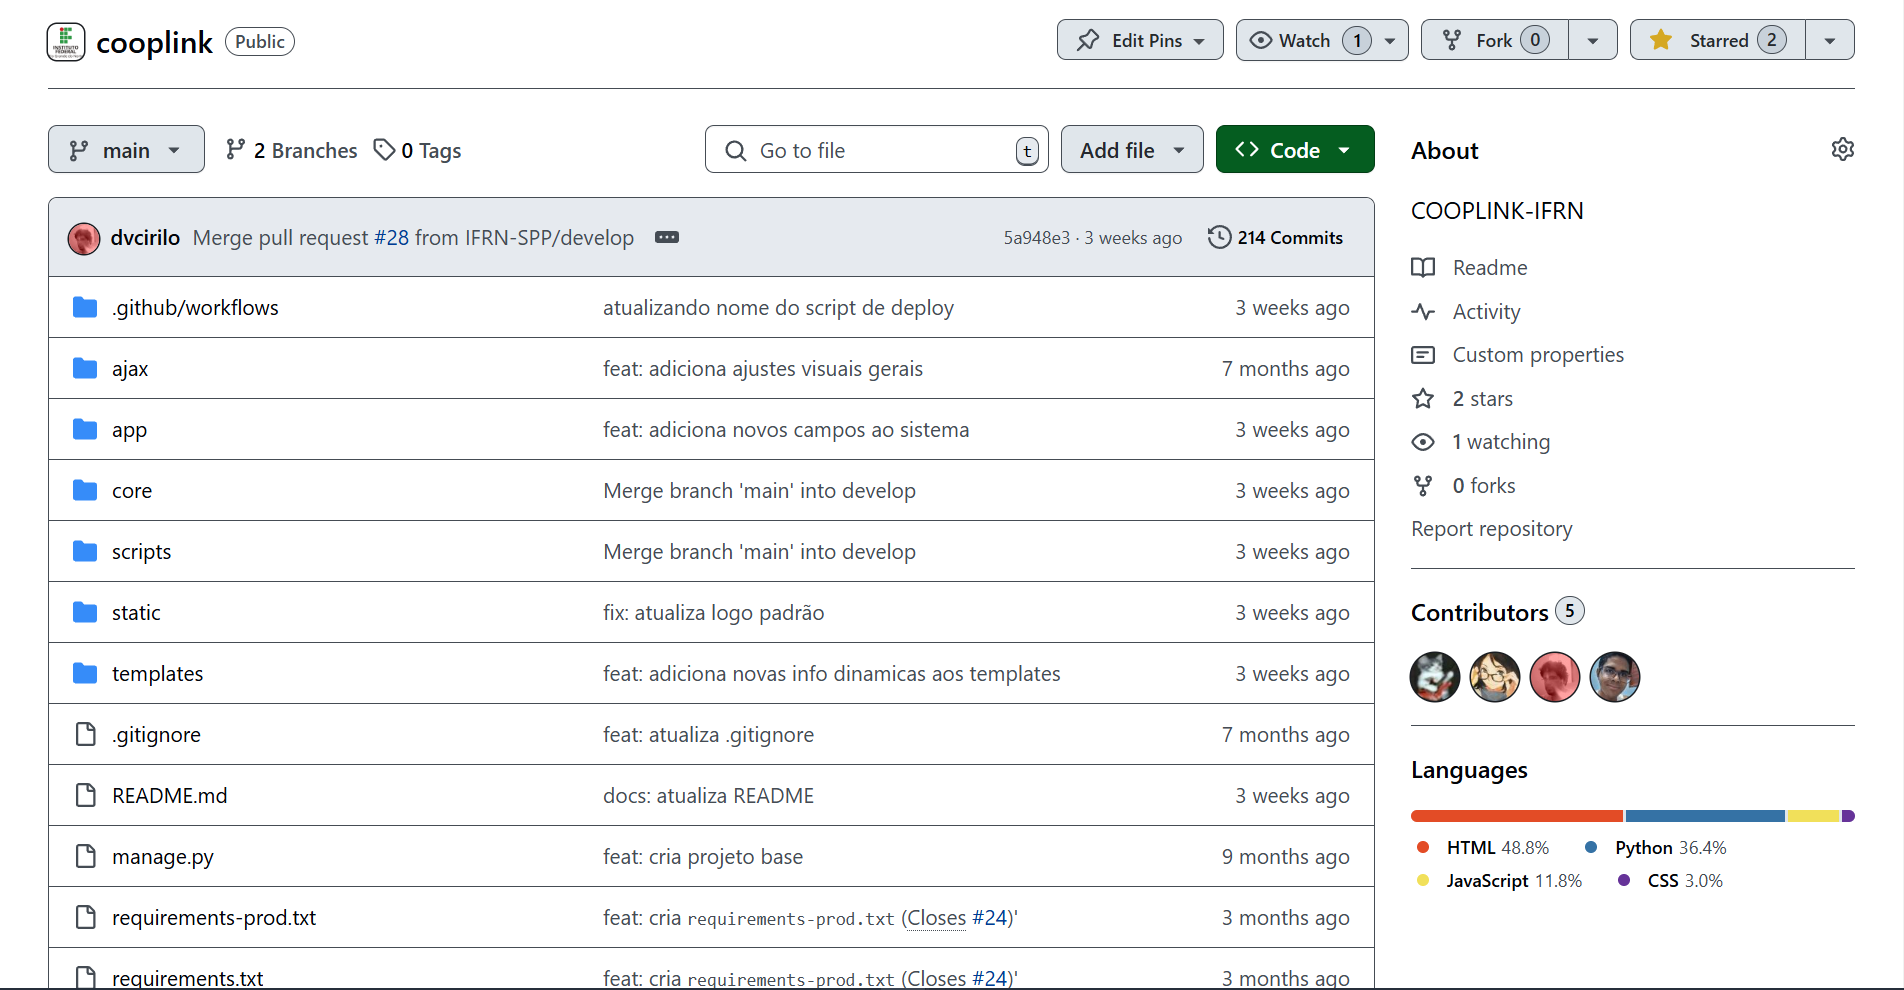 INSTITUTO
FEDERAL
cooplink Public
Edit Pins
Watch 1
Fork 0
Starred 2
main
2 Branches
0 Tags
Go to file t
Add file
<> Code
dvcirilo Merge pull request #28 from IFRN-SPP/develop ···
5a948e3 · 3 weeks ago
214 Commits
.github/workflows atualizando nome do script de deploy 3 weeks ago
ajax feat: adiciona ajustes visuais gerais 7 months ago
app feat: adiciona novos campos ao sistema 3 weeks ago
core Merge branch 'main' into develop 3 weeks ago
scripts Merge branch 'main' into develop 3 weeks ago
static fix: atualiza logo padrão 3 weeks ago
templates feat: adiciona novas info dinamicas aos templates 3 weeks ago
.gitignore feat: atualiza .gitignore 7 months ago
README.md docs: atualiza README 3 weeks ago
manage.py feat: cria projeto base 9 months ago
requirements-prod.txt feat: cria requirements-prod.txt (Closes #24)' 3 months ago
requirements.txt feat: cria requirements-prod.txt (Closes #24)' 3 months ago
About
COOPLINK-IFRN
Readme
Activity
Custom properties
2 stars
1 watching
0 forks
Report repository
Contributors 5
Languages
HTML 48.8% Python 36.4%
JavaScript 11.8% CSS 3.0%